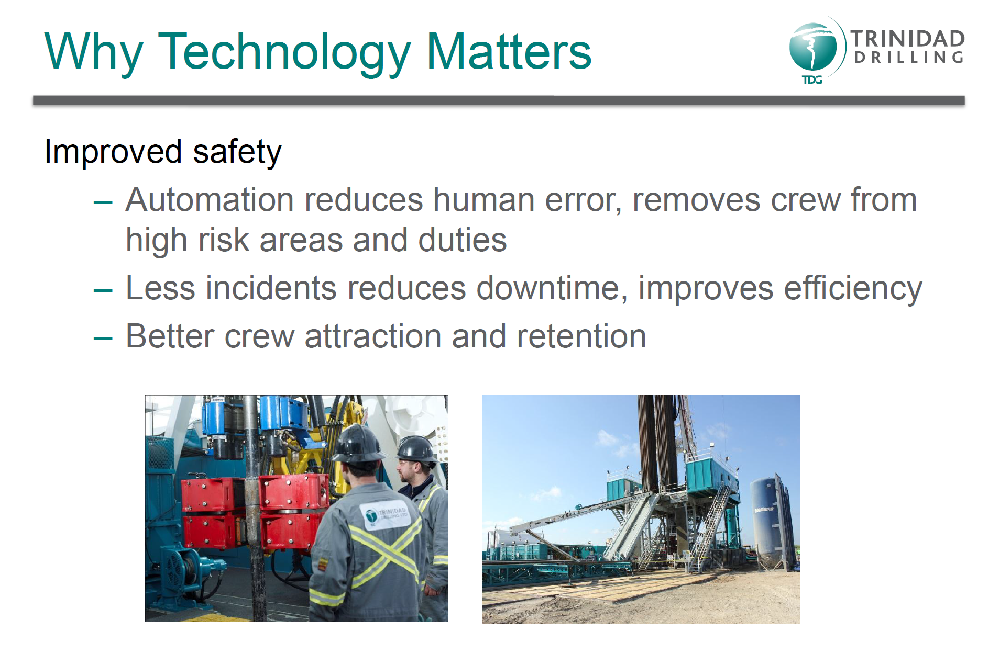 Why Technology Matters
TRINIDAD
DRILLING
TDG
Improved safety
– Automation reduces human error, removes crew from
high risk areas and duties
– Less incidents reduces downtime, improves efficiency
– Better crew attraction and retention
TRINIDAD
DRILLING LTD
Schlumberger